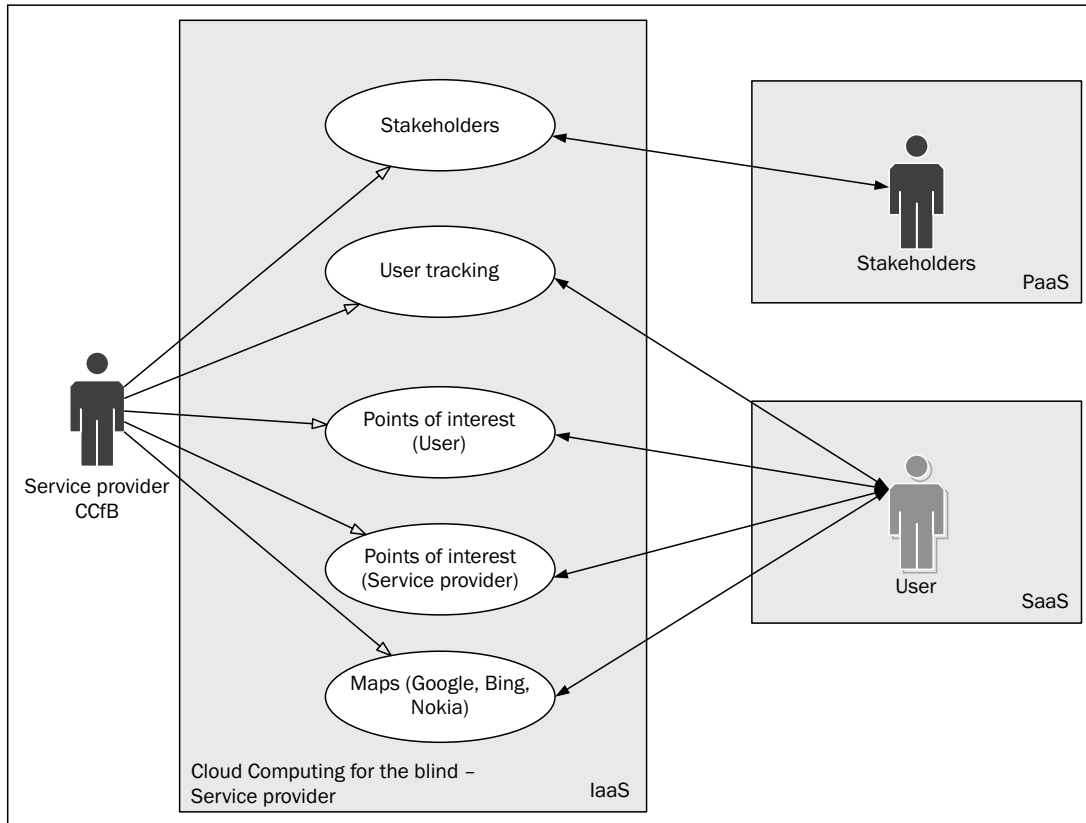 Stakeholders
User tracking
Points of interest
(User)
Points of interest
(Service provider)
Maps (Google, Bing,
Nokia)
Cloud Computing for the blind –
Service provider
IaaS
Service provider
CCfB
Stakeholders
PaaS
User
SaaS